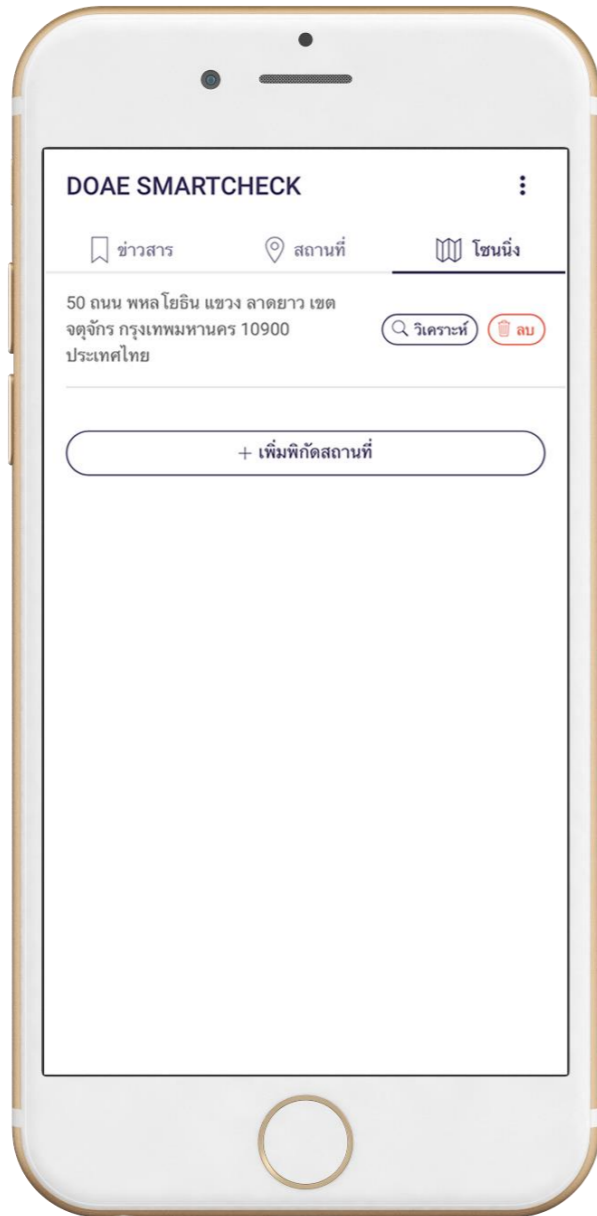 DOAE SMARTCHECK
ข่าวสาร สถานที่ โซนนิ่ง
50 ถนน พหลโยธิน แขวง ลาดยาว เขต
จตุจักร กรุงเทพมหานคร 10900
ประเทศไทย
วิเคราะห์ ลบ
+ เพิ่มพิกัดสถานที่